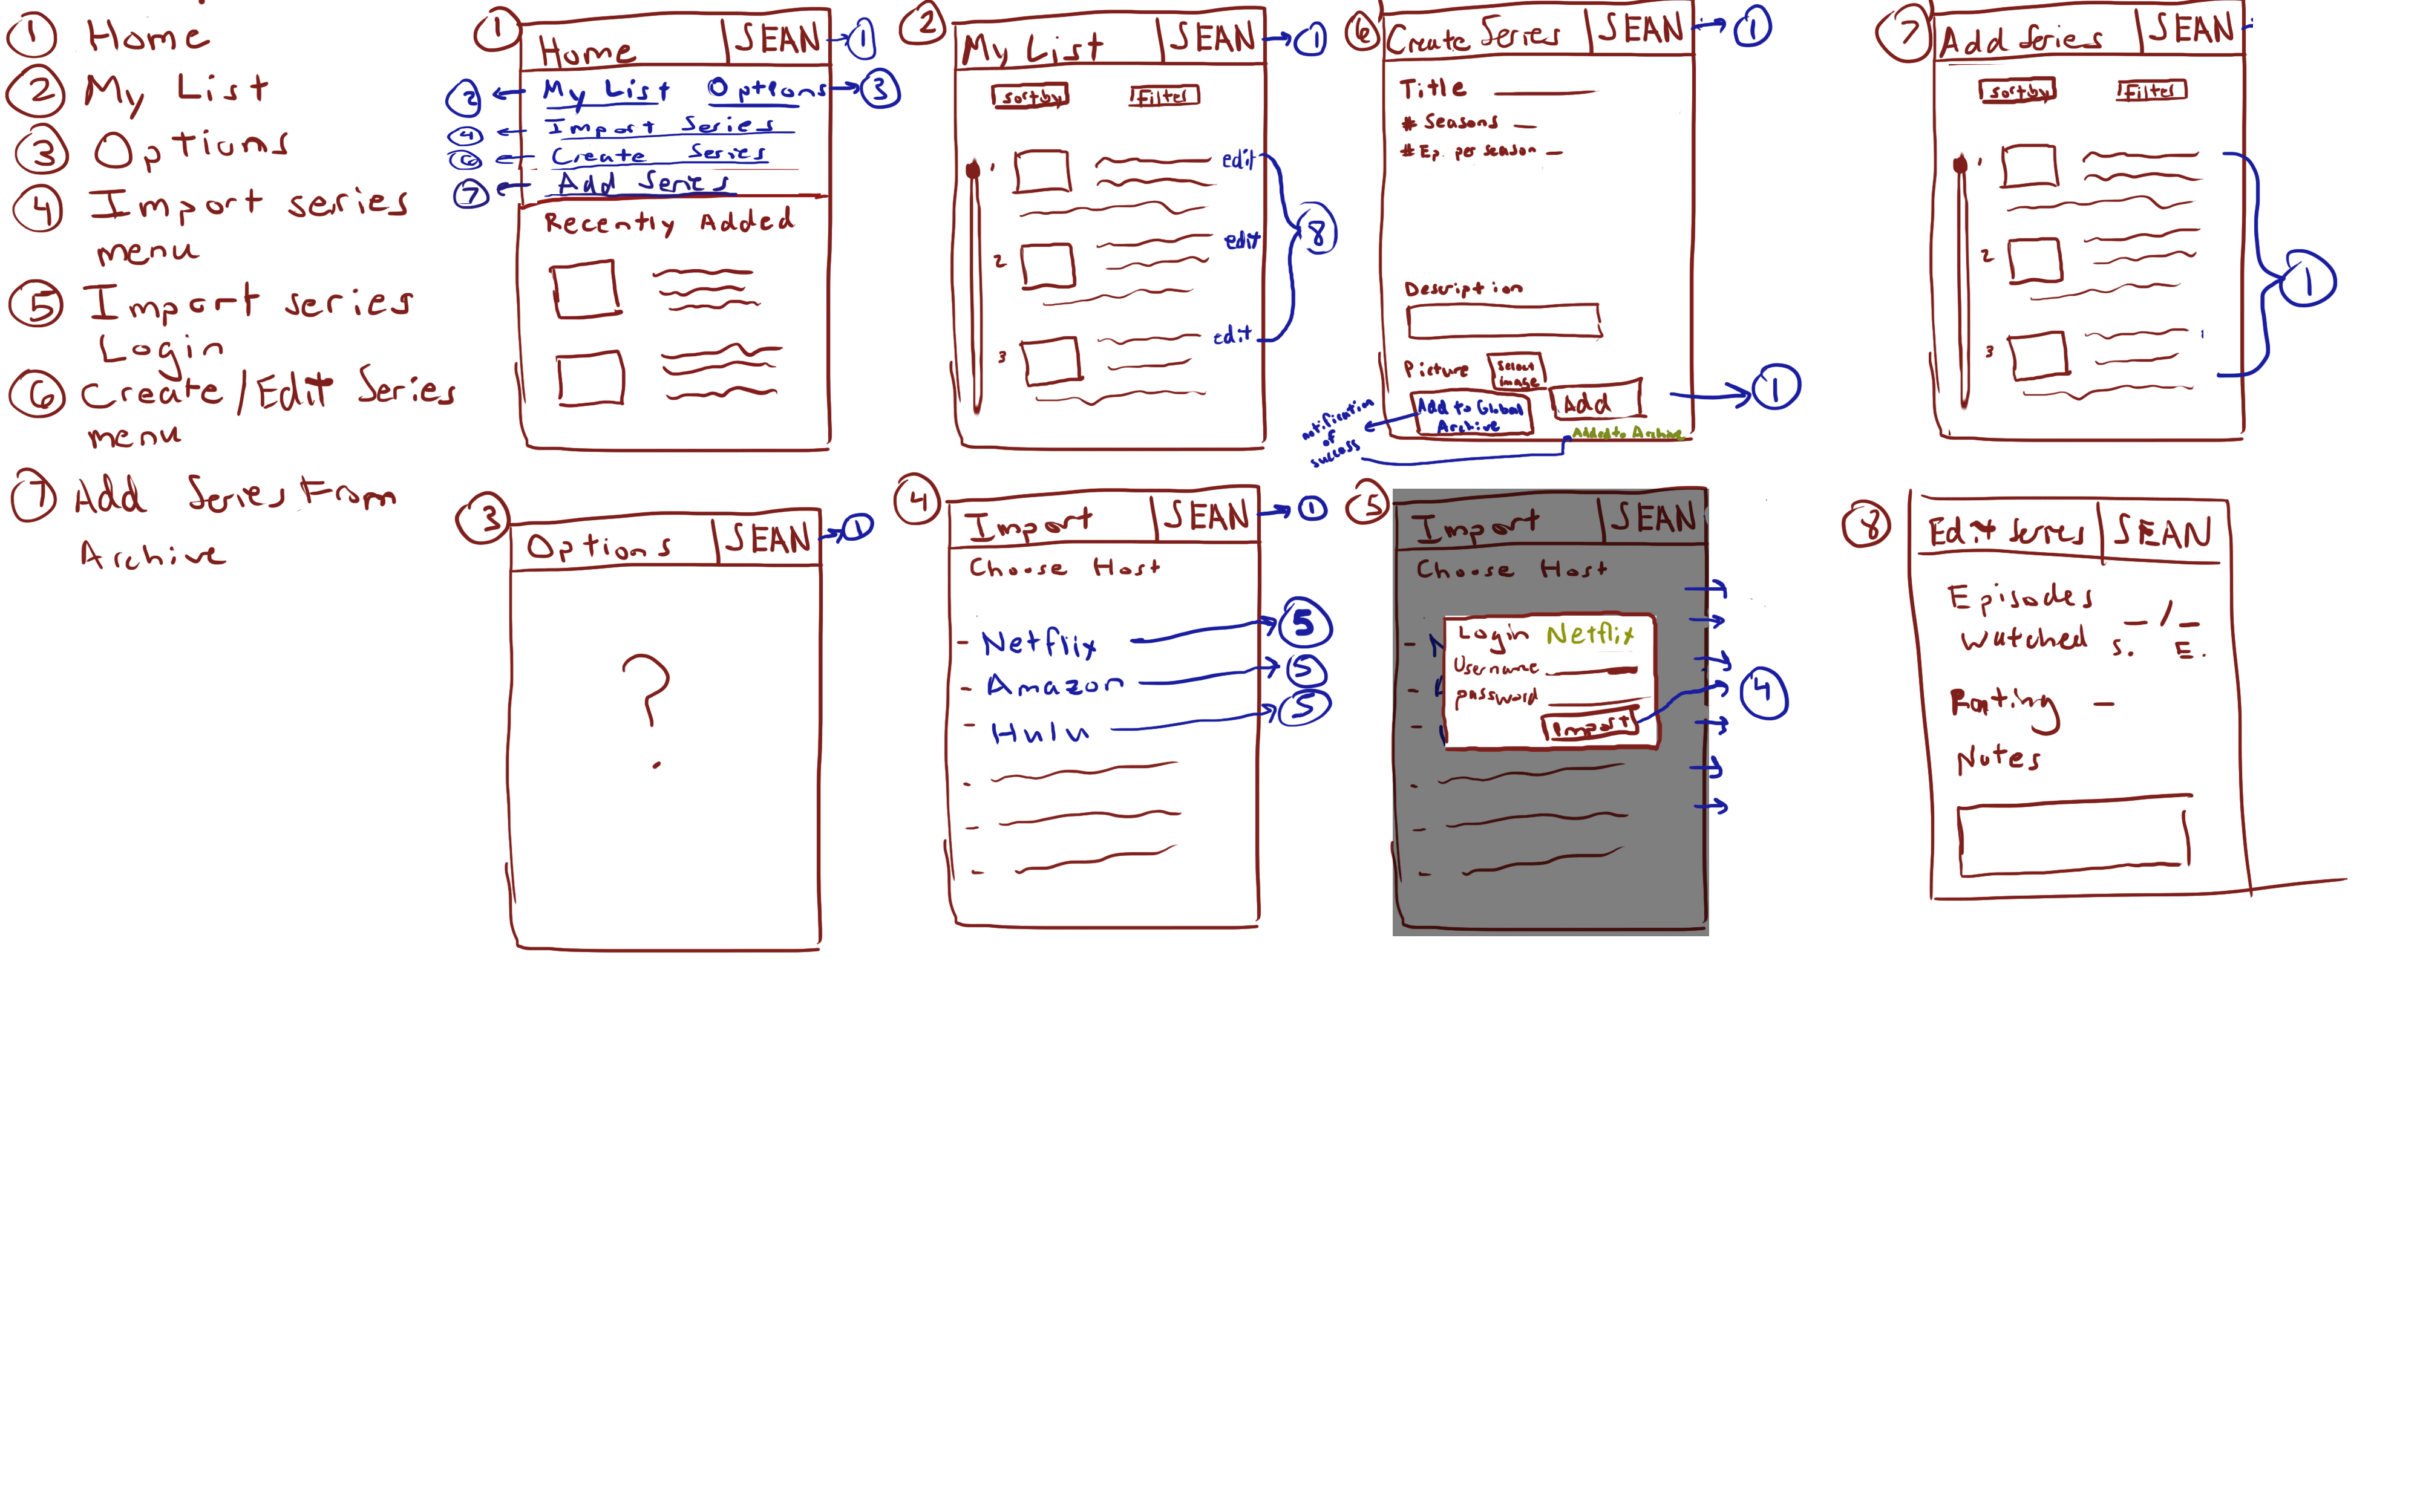 ① Home
② My List
③ Options
④ Import series
menu
⑤ Import series
Login
⑥ Create/Edit Series
menu
⑦ Add Series From
Archive
①
Home SEAN → ①
② ← My List Options → ③
④ ← Import Series
⑥ ← Create Series
⑦ ← Add Series
Recently Added
②
My List SEAN → ①
sort by Filter
1 edit
2 edit
3 edit
8
⑥
Create Series SEAN → ①
Title
# Seasons
# Ep. per season
Description
Picture Select
image
Add to Global
Archive
Add → ①
notification
of
success
Added to Archive
⑦
Add Series SEAN
sort by Filter
1
2
3
①
③
Options SEAN → ①
?
④
Import SEAN → ①
Choose Host
- Netflix → ⑤
- Amazon → ⑤
- Hulu → ⑤
⑤
Import SEAN
Choose Host
Login Netflix
Username
password
Import
④
⑧
Edit Series SEAN
Episodes
watched _ / _
S. E.
Rating _
Notes